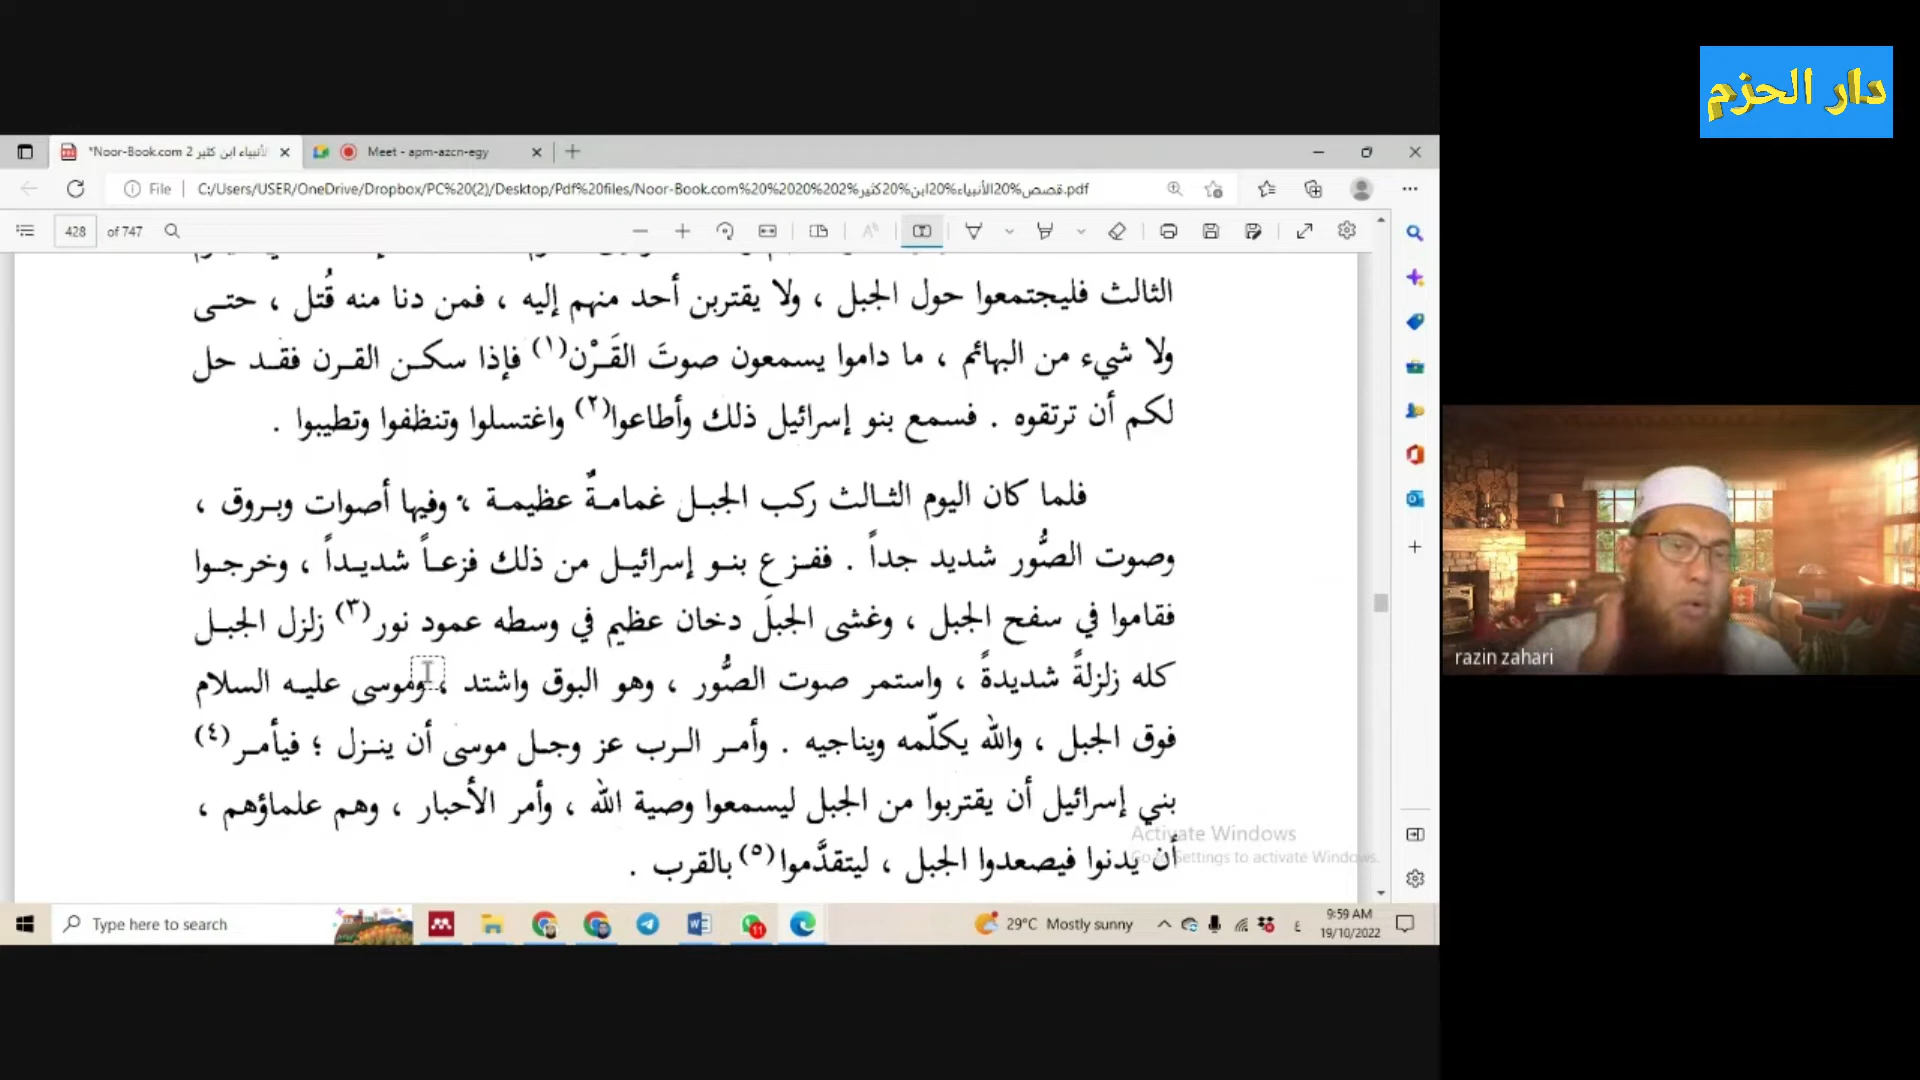 دار الحزم
*Noor-Book.com 2 الأنبياء ابن كثير
Meet - apm-azcn-egy
File
C:/Users/USER/OneDrive/Dropbox/PC%20(2)/Desktop/Pdf%20files/Noor-Book.com%20%2020%202%قصص%20الأنبياء%20ابن%20كثير.pdf
428 of 747
الثالث فليجتمعوا حول الجبل ، ولا يقتربن أحد منهم إليه ، فمن دنا منه قُتل ، حتى
ولا شيء من البهائم ، ما داموا يسمعون صوتَ القَرْن(١) فإذا سكن القرن فقد حل
لكم أن ترتقوه . فسمع بنو إسرائيل ذلك وأطاعوا(٢) واغتسلوا وتنظفوا وتطيبوا .
فلما كان اليوم الثالث ركب الجبل غمامةٌ عظيمة ، وفيها أصوات وبروق ،
وصوت الصُّور شديد جداً . ففزع بنو إسرائيل من ذلك فزعاً شديداً ، وخرجوا
فقاموا في سفح الجبل ، وغشى الجبلَ دخان عظيم في وسطه عمود نور(٣) زلزل الجبل
كله زلزلةً شديدةً ، واستمر صوت الصُّور ، وهو البوق واشتد ، وموسى عليه السلام
فوق الجبل ، والله يكلّمه ويناجيه . وأمر الرب عز وجل موسى أن ينزل ؛ فيأمر(٤)
بني إسرائيل أن يقتربوا من الجبل ليسمعوا وصية الله ، وأمر الأحبار ، وهم علماؤهم ،
أن يدنوا فيصعدوا الجبل ، ليتقدَّموا(٥) بالقرب .
Activate Windows
Go to Settings to activate Windows.
razin zahari
Type here to search
11
29°C Mostly sunny
ع
9:59 AM
19/10/2022